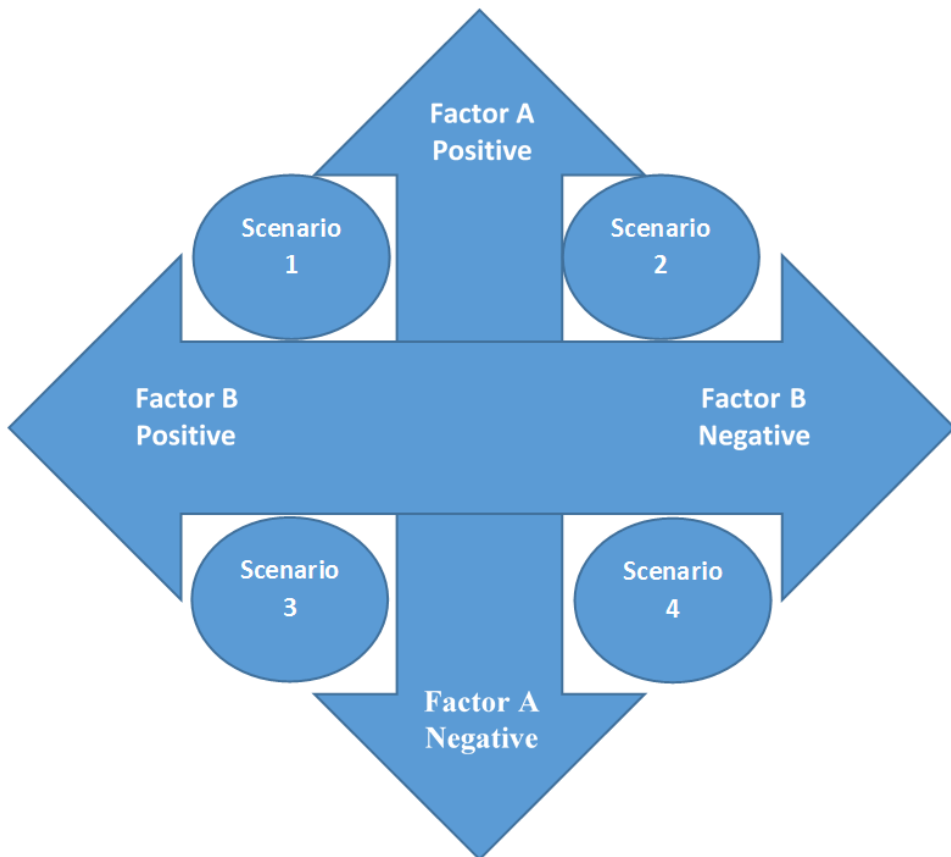 Factor A
Positive
Scenario
1
Scenario
2
Factor B
Positive
Factor B
Negative
Scenario
3
Scenario
4
Factor A
Negative